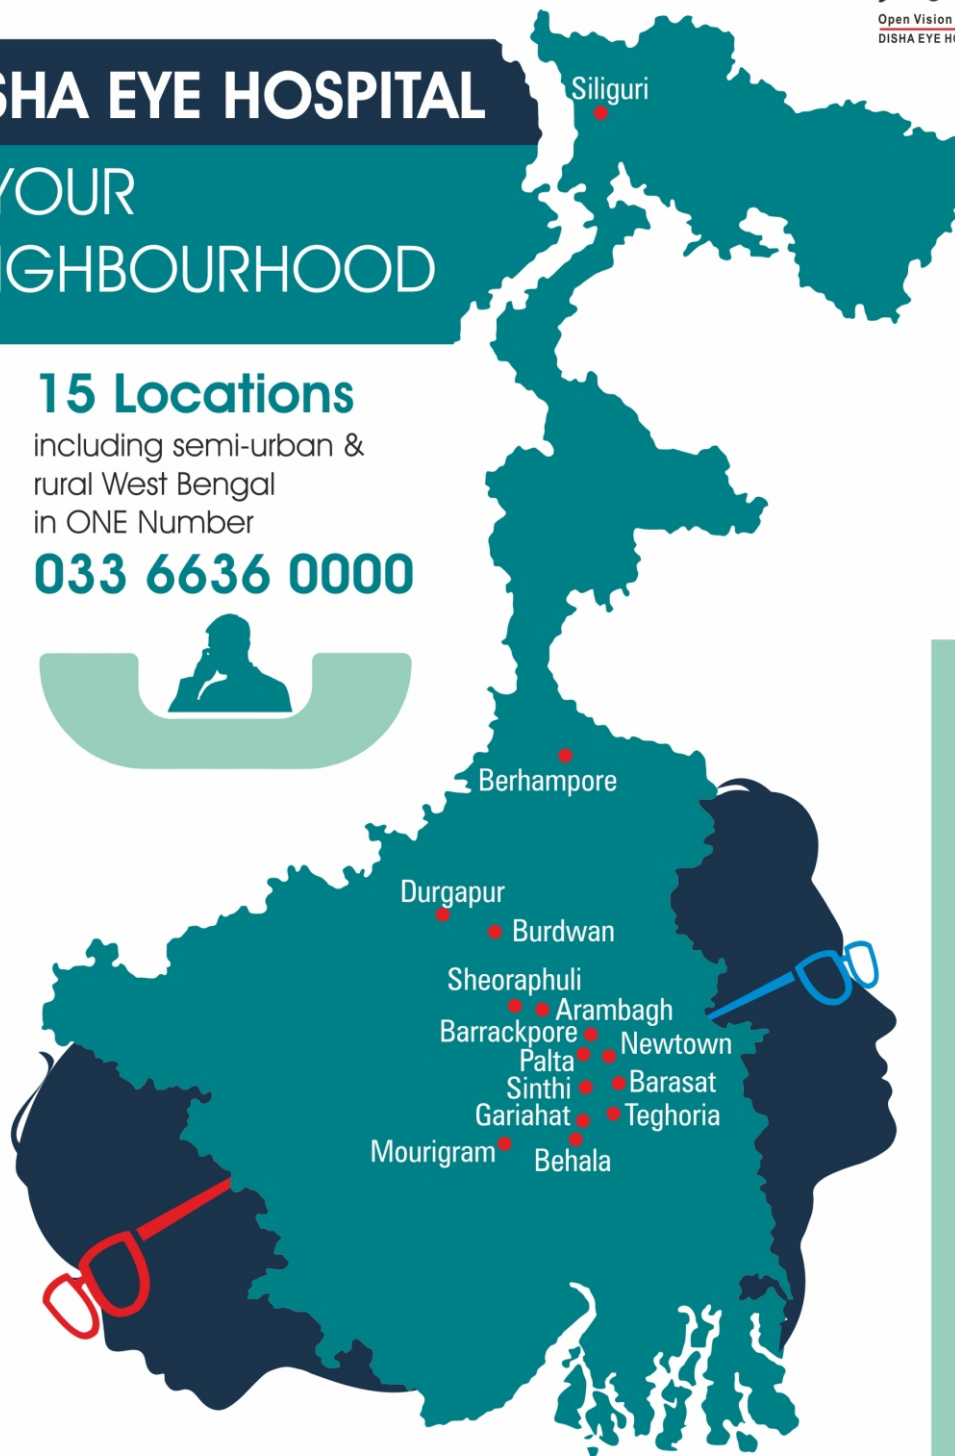 Open Vision
DISHA EYE HO
SHA EYE HOSPITAL
YOUR
IGHBOURHOOD
15 Locations
including semi-urban &
rural West Bengal
in ONE Number
033 6636 0000
Siliguri
Berhampore
Durgapur
Burdwan
Sheoraphuli
Arambagh
Barrackpore
Newtown
Palta
Sinthi
Barasat
Gariahat
Teghoria
Mourigram
Behala